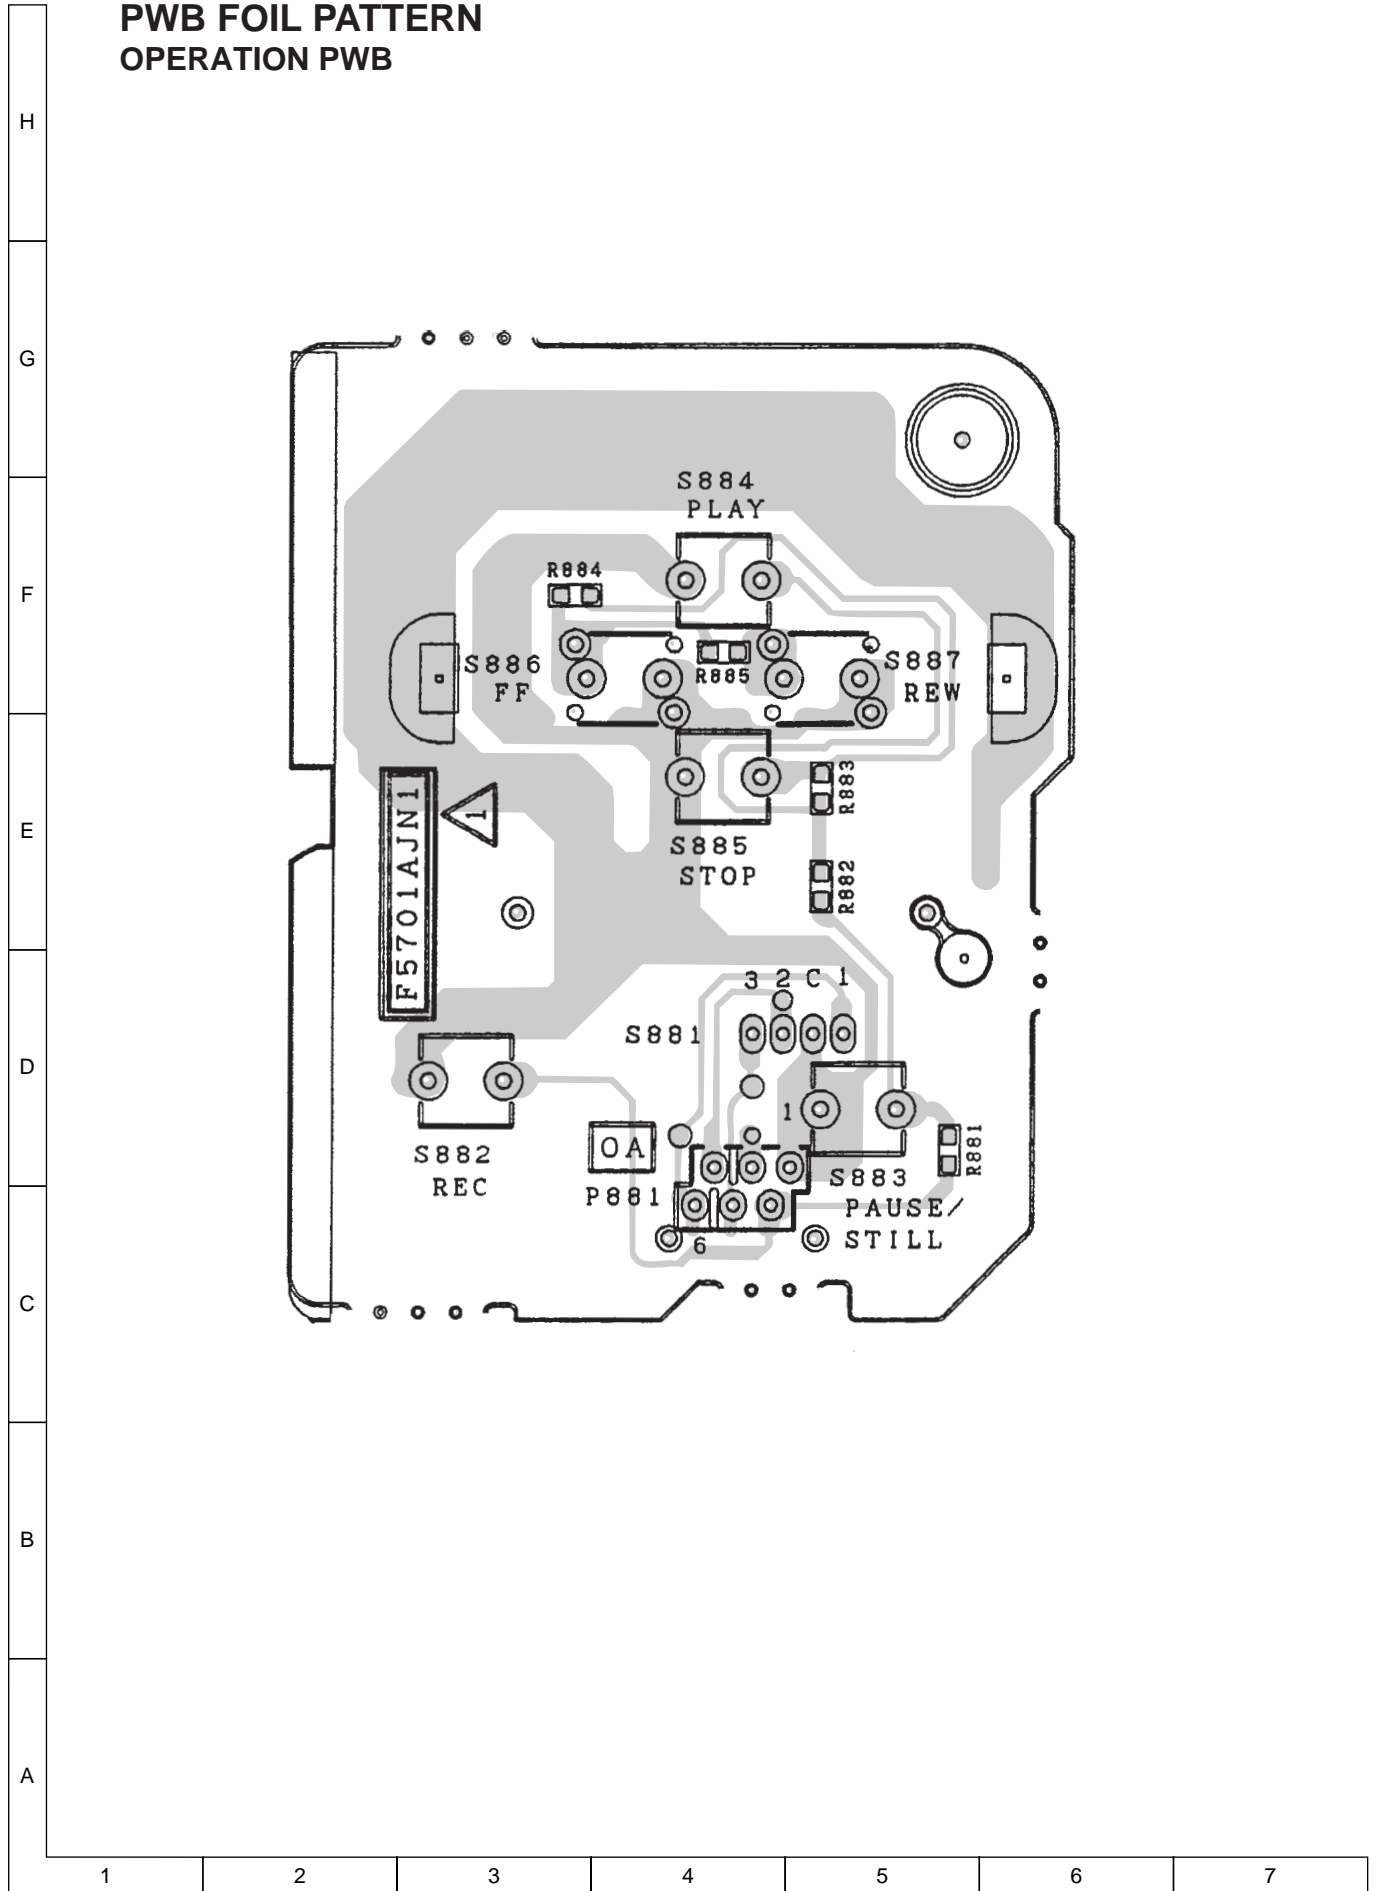 PWB FOIL PATTERN
OPERATION PWB
H
G
F
E
D
C
B
A
S884
PLAY
R884
S886
FF
R885
S887
REW
F5701AJN1
1
R883
S885
STOP
R882
3 2 C 1
S881
1
OA
S882
REC
P881
6
R881
S883
PAUSE/
STILL
1 2 3 4 5 6 7